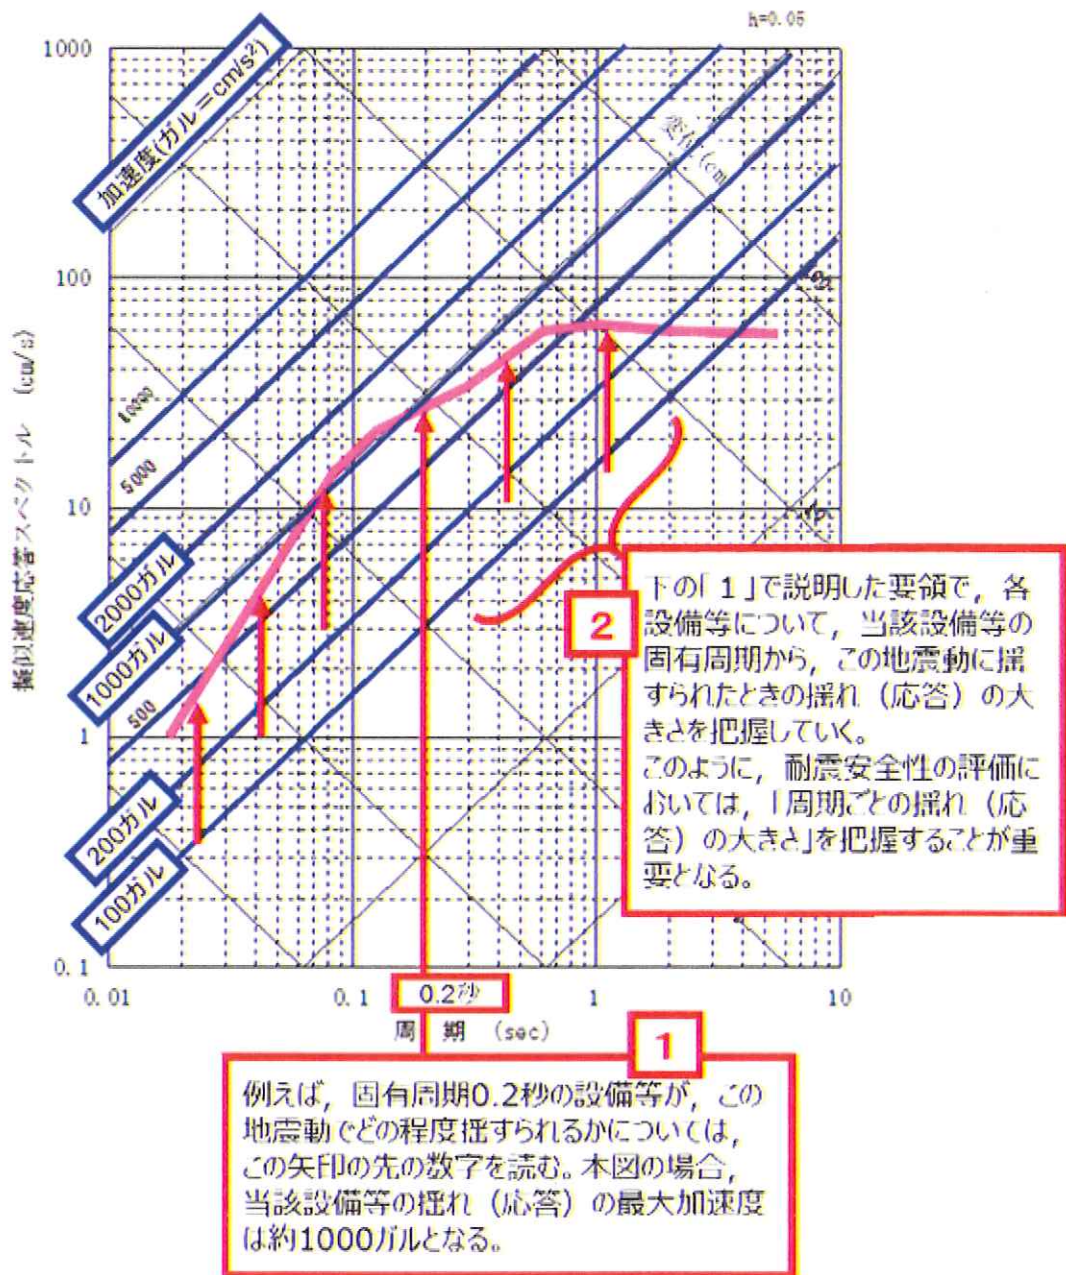 h=0.05
1000
100
10
1
0.1
加速度(ガル＝cm/s²)
変位 (cm
擬似速度応答スペクトル (cm/s)
10000
5000
2000ガル
1000ガル
500
200ガル
100ガル
10
0.01
0.1
0.2秒
1
10
周 期 (sec)
2
下の「1」で説明した要領で，各
設備等について，当該設備等の
固有周期から，この地震動に揺
すられたときの揺れ（応答）の大
きさを把握していく。
このように，耐震安全性の評価に
おいては，「周期ごとの揺れ（応
答）の大きさ」を把握することが重
要となる。
1
例えば，固有周期0.2秒の設備等が，この
地震動でどの程度揺すられるかについては，
この矢印の先の数字を読む。本図の場合，
当該設備等の揺れ（応答）の最大加速度
は約1000ガルとなる。